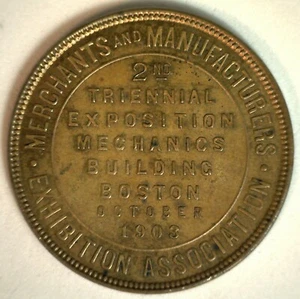 MERCHANTS AND MANUFACTURERS
EXHIBITION ASSOCIATION
2ND
TRIENNIAL
EXPOSITION
MECHANICS
BUILDING
BOSTON
OCTOBER
1903